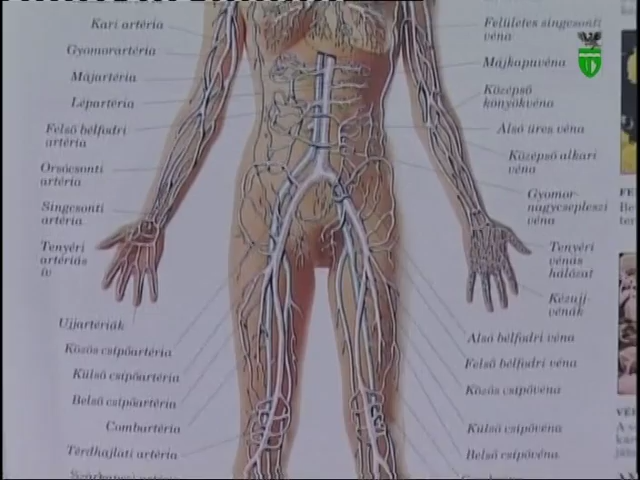 Kari artéria
Gyomorartéria
Májartéria
Lépartéria
Felső bélfodri
artéria
Orsócsonti
artéria
Singcsonti
artéria
Tenyéri
artériás
ív
Ujjartériák
Közös csípőartéria
Külső csípőartéria
Belső csípőartéria
Combartéria
Térdhajlati artéria
Felületes singcsonti
véna
Májkapuvéna
Középső
könyökvéna
Alsó üres véna
Középső alkari
véna
Gyomor-
nagycsepleszi
véna
Tenyéri
vénás
hálózat
Kézujj-
vénák
Alsó bélfodri véna
Felső bélfodri véna
Közös csípővéna
Külső csípővéna
Belső csípővéna